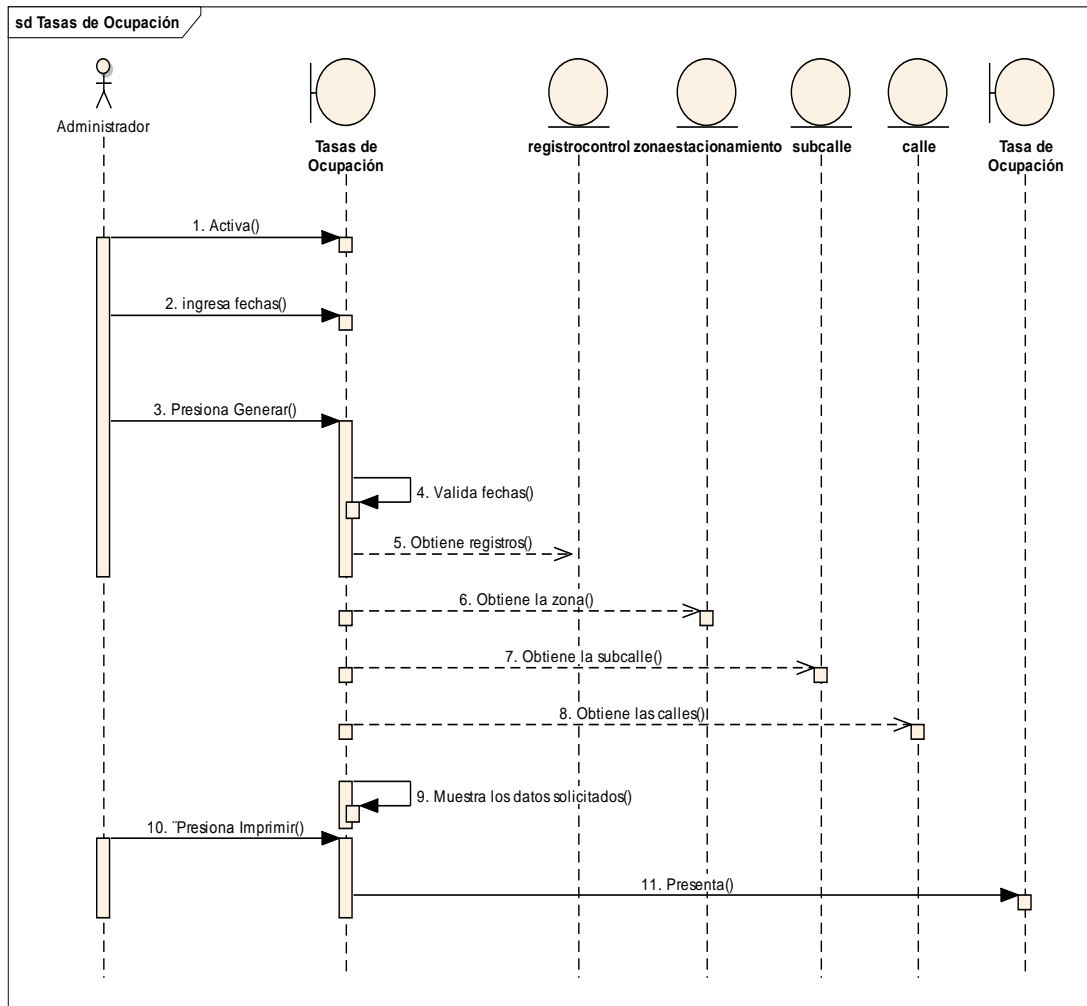 sd Tasas de Ocupación
Administrador
Tasas de
Ocupación
registrocontrol
zonaestacionamiento
subcalle
calle
Tasa de
Ocupación
1. Activa()
2. ingresa fechas()
3. Presiona Generar()
4. Valida fechas()
5. Obtiene registros()
6. Obtiene la zona()
7. Obtiene la subcalle()
8. Obtiene las calles()
9. Muestra los datos solicitados()
10. ¨Presiona Imprimir()
11. Presenta()